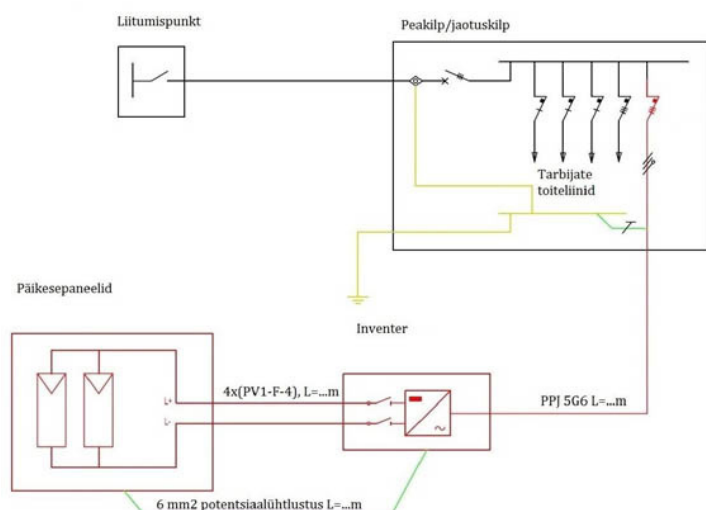 Liitumispunkt
Peakilp/jaotuskilp
Tarbijate
toiteliinid
Päikesepaneelid
Inventer
L+
L-
4x(PV1-F-4), L=...m
PPJ 5G6 L=...m
6 mm2 potentsiaalühtlustus L=...m